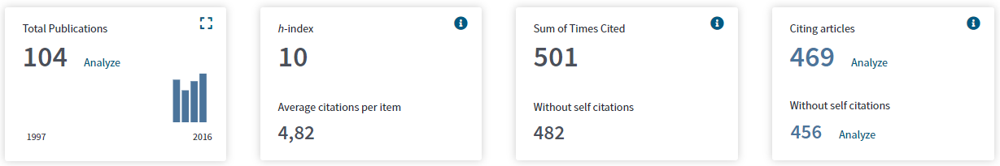 Total Publications
104 Analyze
1997 2016
h-index
10
Average citations per item
4,82
Sum of Times Cited
501
Without self citations
482
Citing articles
469 Analyze
Without self citations
456 Analyze